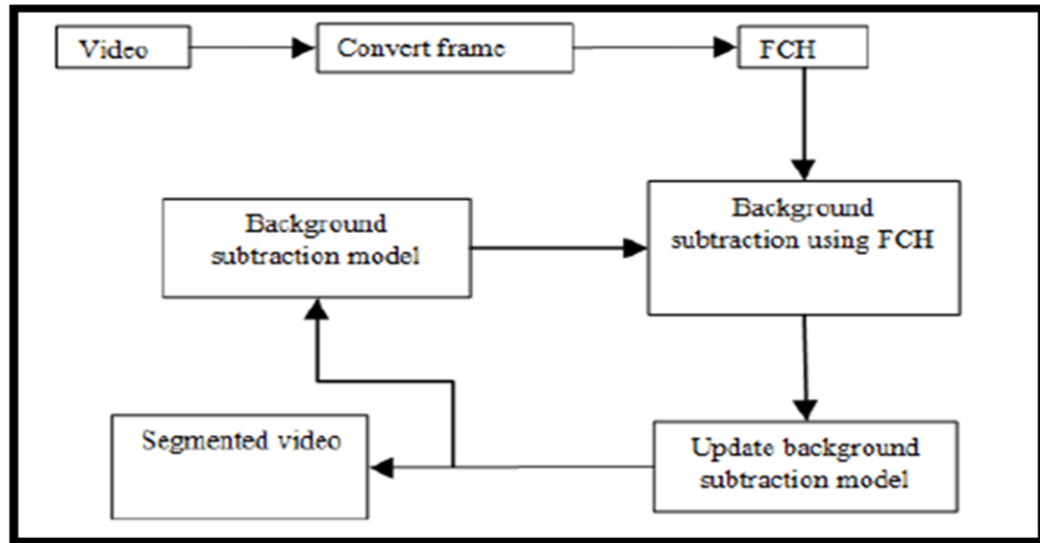 Video
Convert frame
FCH
Background
subtraction model
Background
subtraction using FCH
Segmented video
Update background
subtraction model